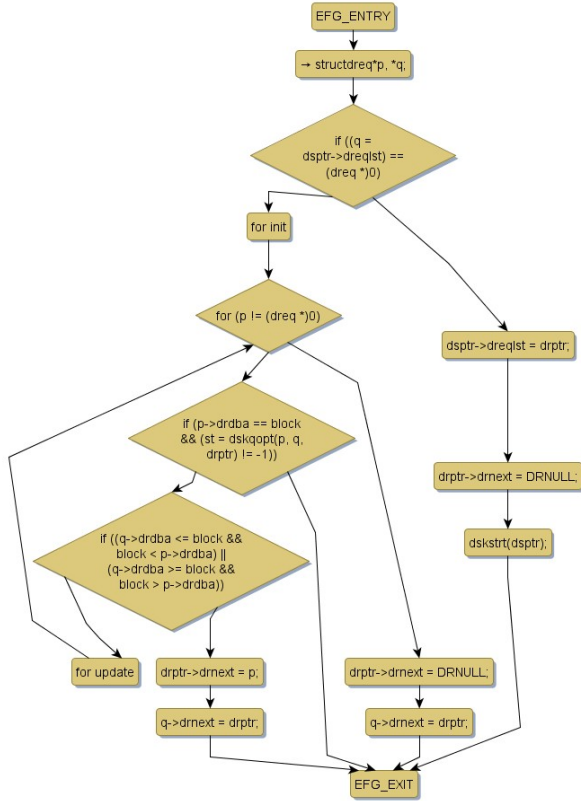 EFG_ENTRY
→ structdreq*p, *q;
if ((q =
dsptr->dreqlst) ==
(dreq *)0)
for init
for (p != (dreq *)0)
dsptr->dreqlst = drptr;
if (p->drdba == block
&& (st = dskqopt(p, q,
drptr) != -1))
drptr->drnext = DRNULL;
if ((q->drdba <= block &&
block < p->drdba) ||
(q->drdba >= block &&
block > p->drdba))
dskstrt(dsptr);
for update
drptr->drnext = p;
drptr->drnext = DRNULL;
q->drnext = drptr;
q->drnext = drptr;
EFG_EXIT